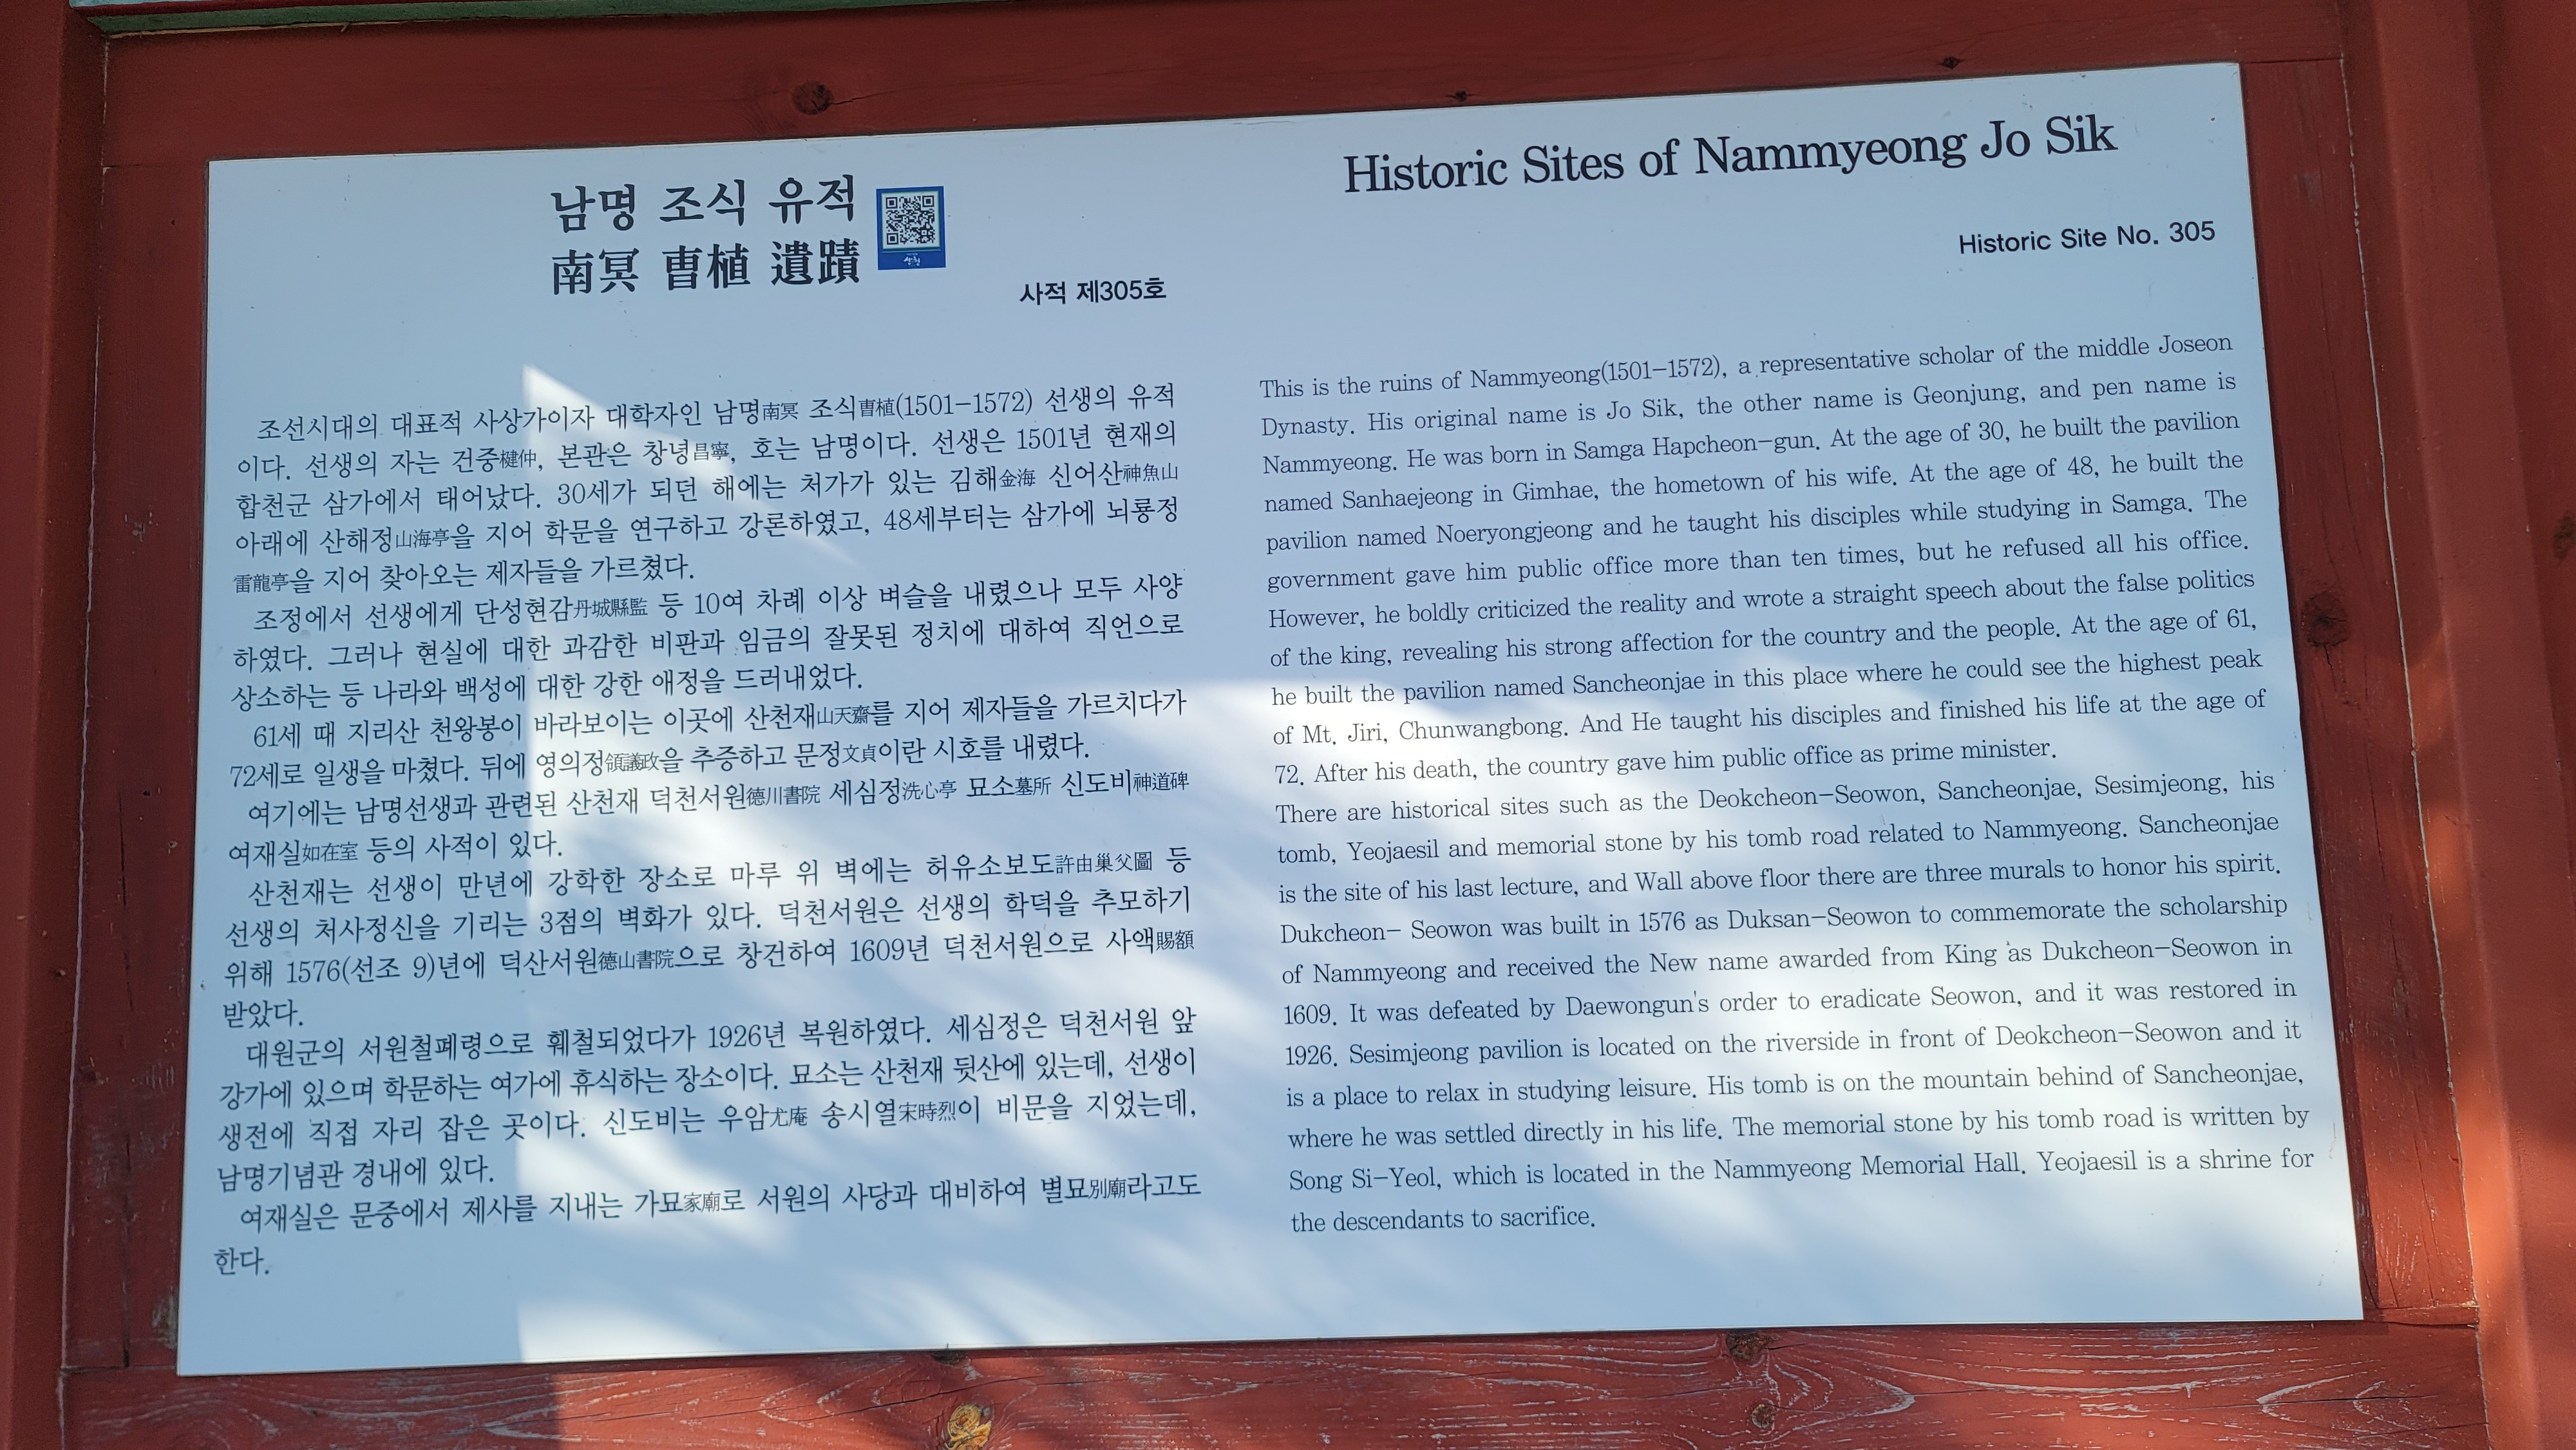 남명 조식 유적
南冥 曺植 遺蹟
사적 제305호
조선시대의 대표적 사상가이자 대학자인 남명南冥 조식曺植(1501-1572) 선생의 유적
이다. 선생의 자는 건중楗仲, 본관은 창녕昌寧, 호는 남명이다. 선생은 1501년 현재의
합천군 삼가에서 태어났다. 30세가 되던 해에는 처가가 있는 김해金海 신어산神魚山
아래에 산해정山海亭을 지어 학문을 연구하고 강론하였고, 48세부터는 삼가에 뇌룡정
雷龍亭을 지어 찾아오는 제자들을 가르쳤다.
조정에서 선생에게 단성현감丹城縣監 등 10여 차례 이상 벼슬을 내렸으나 모두 사양
하였다. 그러나 현실에 대한 과감한 비판과 임금의 잘못된 정치에 대하여 직언으로
상소하는 등 나라와 백성에 대한 강한 애정을 드러내었다.
61세 때 지리산 천왕봉이 바라보이는 이곳에 산천재山天齋를 지어 제자들을 가르치다가
72세로 일생을 마쳤다. 뒤에 영의정領議政을 추증하고 문정文貞이란 시호를 내렸다.
여기에는 남명선생과 관련된 산천재 덕천서원德川書院 세심정洗心亭 묘소墓所 신도비神道碑
여재실如在室 등의 사적이 있다.
산천재는 선생이 만년에 강학한 장소로 마루 위 벽에는 허유소보도許由巢父圖 등
선생의 처사정신을 기리는 3점의 벽화가 있다. 덕천서원은 선생의 학덕을 추모하기
위해 1576(선조 9)년에 덕산서원德山書院으로 창건하여 1609년 덕천서원으로 사액賜額
받았다.
대원군의 서원철폐령으로 훼철되었다가 1926년 복원하였다. 세심정은 덕천서원 앞
강가에 있으며 학문하는 여가에 휴식하는 장소이다. 묘소는 산천재 뒷산에 있는데, 선생이
생전에 직접 자리 잡은 곳이다. 신도비는 우암尤庵 송시열宋時烈이 비문을 지었는데,
남명기념관 경내에 있다.
여재실은 문중에서 제사를 지내는 가묘家廟로 서원의 사당과 대비하여 별묘別廟라고도
한다.
Historic Sites of Nammyeong Jo Sik
Historic Site No. 305
This is the ruins of Nammyeong(1501-1572), a representative scholar of the middle Joseon
Dynasty. His original name is Jo Sik, the other name is Geonjung, and pen name is
Nammyeong. He was born in Samga Hapcheon-gun. At the age of 30, he built the pavilion
named Sanhaejeong in Gimhae, the hometown of his wife. At the age of 48, he built the
pavilion named Noeryongjeong and he taught his disciples while studying in Samga. The
government gave him public office more than ten times, but he refused all his office.
However, he boldly criticized the reality and wrote a straight speech about the false politics
of the king, revealing his strong affection for the country and the people. At the age of 61,
he built the pavilion named Sancheonjae in this place where he could see the highest peak
of Mt. Jiri, Chunwangbong. And He taught his disciples and finished his life at the age of
72. After his death, the country gave him public office as prime minister.
There are historical sites such as the Deokcheon-Seowon, Sancheonjae, Sesimjeong, his
tomb, Yeojaesil and memorial stone by his tomb road related to Nammyeong. Sancheonjae
is the site of his last lecture, and Wall above floor there are three murals to honor his spirit.
Dukcheon- Seowon was built in 1576 as Duksan-Seowon to commemorate the scholarship
of Nammyeong and received the New name awarded from King as Dukcheon-Seowon in
1609. It was defeated by Daewongun's order to eradicate Seowon, and it was restored in
1926. Sesimjeong pavilion is located on the riverside in front of Deokcheon-Seowon and it
is a place to relax in studying leisure. His tomb is on the mountain behind of Sancheonjae,
where he was settled directly in his life. The memorial stone by his tomb road is written by
Song Si-Yeol, which is located in the Nammyeong Memorial Hall. Yeojaesil is a shrine for
the descendants to sacrifice.